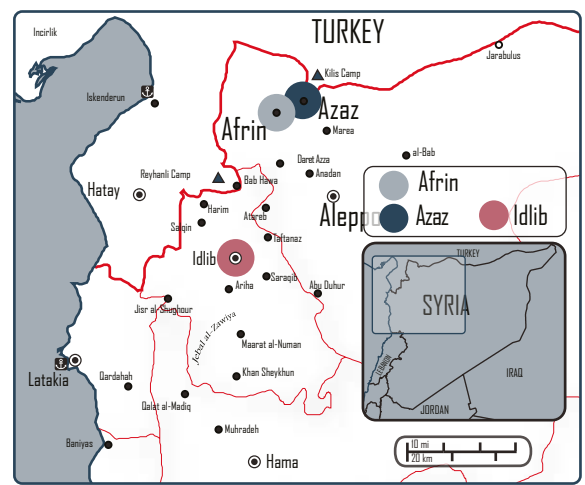 Incirlik
TURKEY
Jarabulus
Kilis Camp
Iskenderun
Azaz
Afrin
Marea
al-Bab
Daret Azza
Reyhanli Camp
Anadan
Bab Hawa
Hatay
Harim
Atareb
Aleppo
Salqin
Taftanaz
Idlib
Saraqib
Ariha
Abu Duhur
Jisr al-Shughour
Jebal al-Zawiya
Maarat al-Numan
Khan Sheykhun
Latakia
Qardahah
Qalat al-Madiq
Muhradeh
Baniyas
Hama
Afrin
Azaz
Idlib
TURKEY
SYRIA
LEBANON
IRAQ
JORDAN
10 mi
20 km